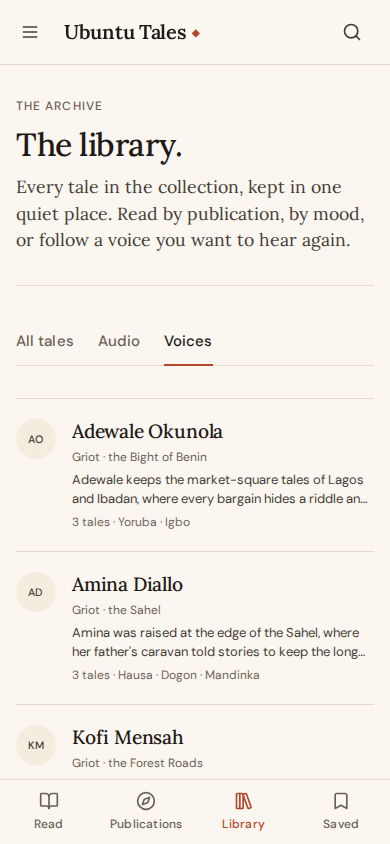 Ubuntu Tales
THE ARCHIVE
The library.
Every tale in the collection, kept in one
quiet place. Read by publication, by mood,
or follow a voice you want to hear again.
All tales Audio Voices
AO
Adewale Okunola
Griot · the Bight of Benin
Adewale keeps the market-square tales of Lagos
and Ibadan, where every bargain hides a riddle an…
3 tales · Yoruba · Igbo
AD
Amina Diallo
Griot · the Sahel
Amina was raised at the edge of the Sahel, where
her father's caravan told stories to keep the long…
3 tales · Hausa · Dogon · Mandinka
KM
Kofi Mensah
Griot · the Forest Roads
Read Publications Library Saved